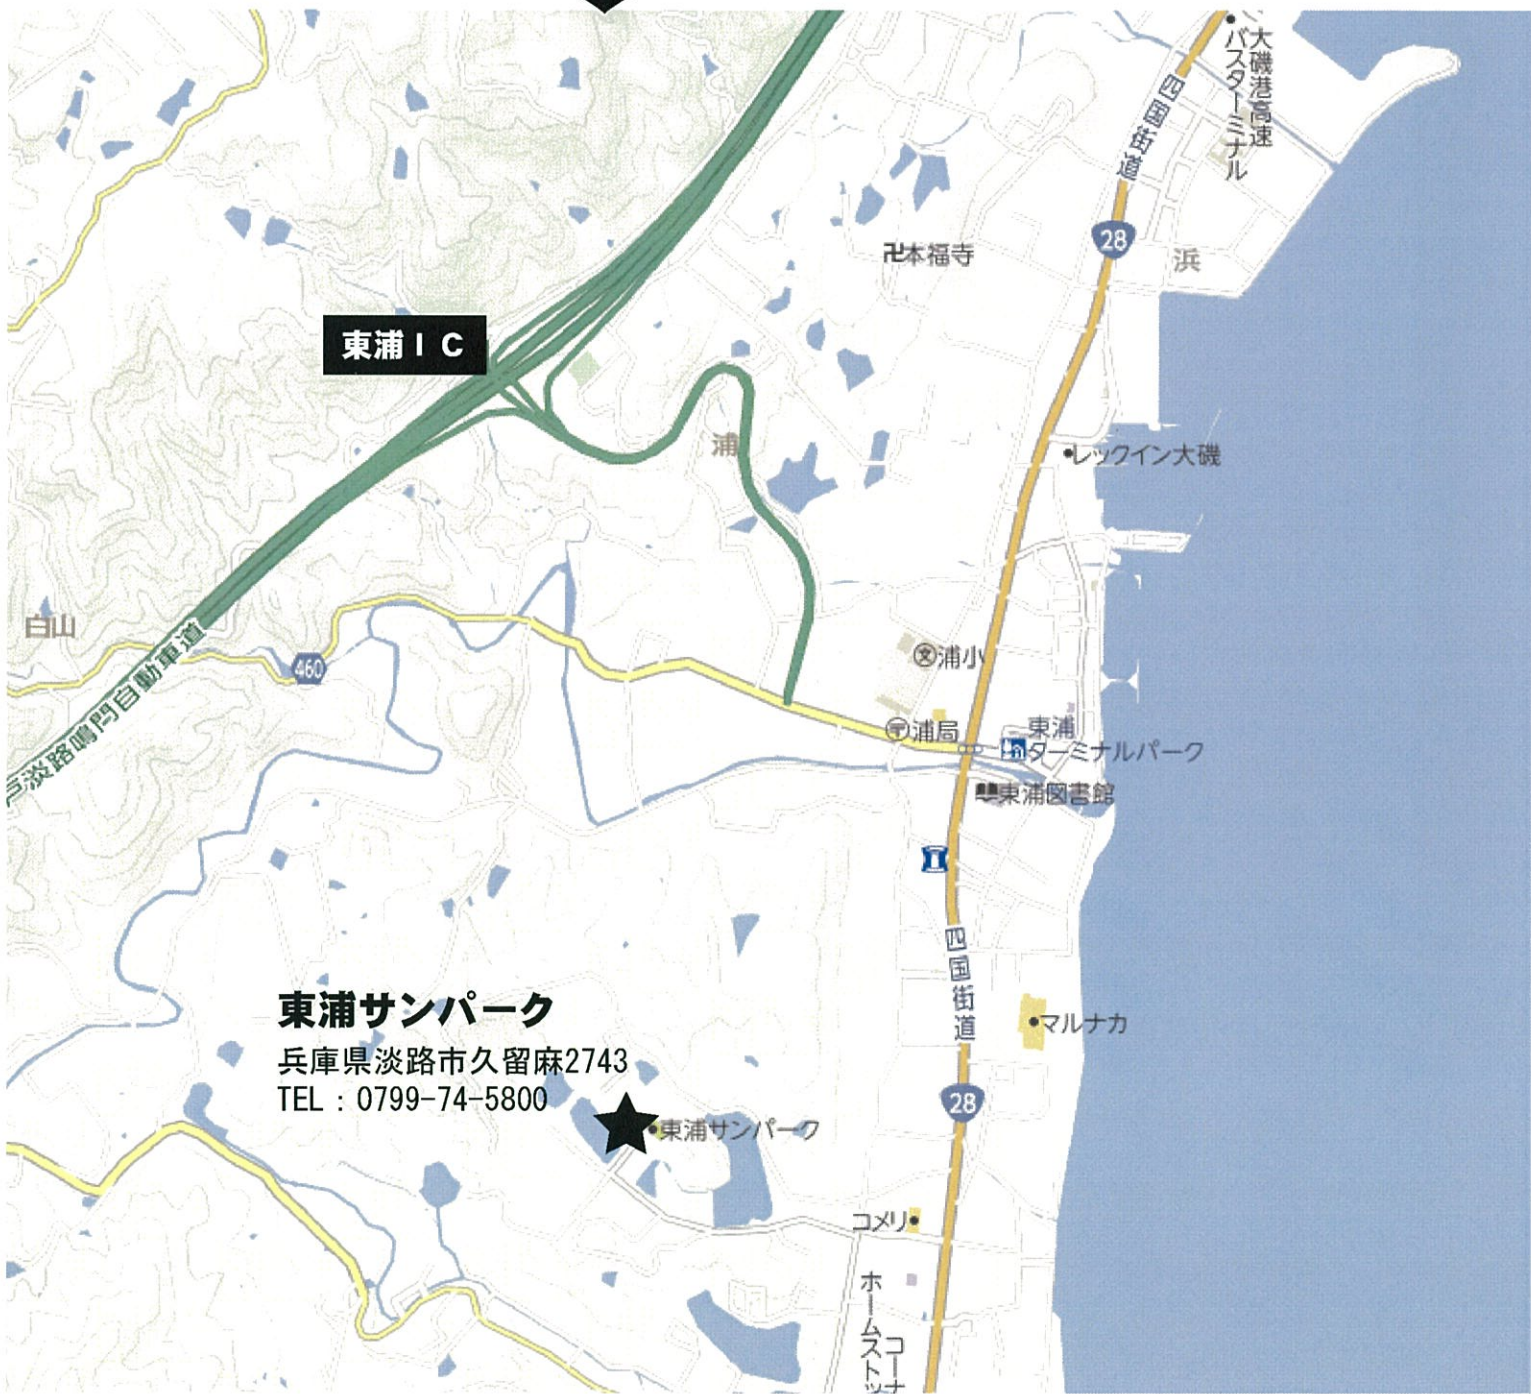 大磯港高速
バスターミナル
四国街道
28
浜
卍本福寺
東浦IC
浦
レックイン大磯
白山
460
戸淡路鳴門自動車道
文浦小
〒浦局
東浦
ターミナルパーク
東浦図書館
四国街道
東浦サンパーク
兵庫県淡路市久留麻2743
TEL：0799-74-5800
マルナカ
28
東浦サンパーク
コメリ
ホームストッ
コーナ